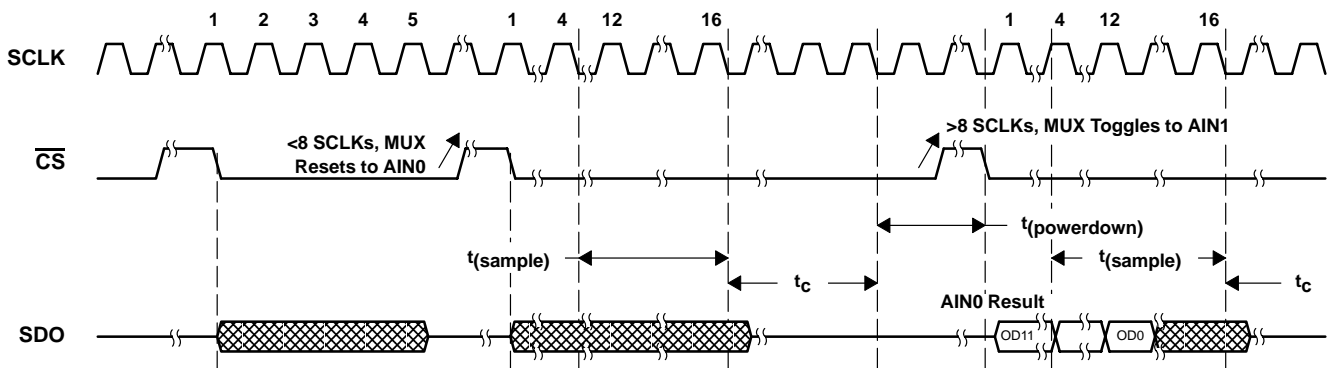 1 2 3 4 5 1 4 12 16 1 4 12 16
SCLK
CS
<8 SCLKs, MUX
Resets to AIN0
>8 SCLKs, MUX Toggles to AIN1
t(powerdown)
t(sample)
t(sample)
tc
tc
AIN0 Result
SDO
OD11
OD0